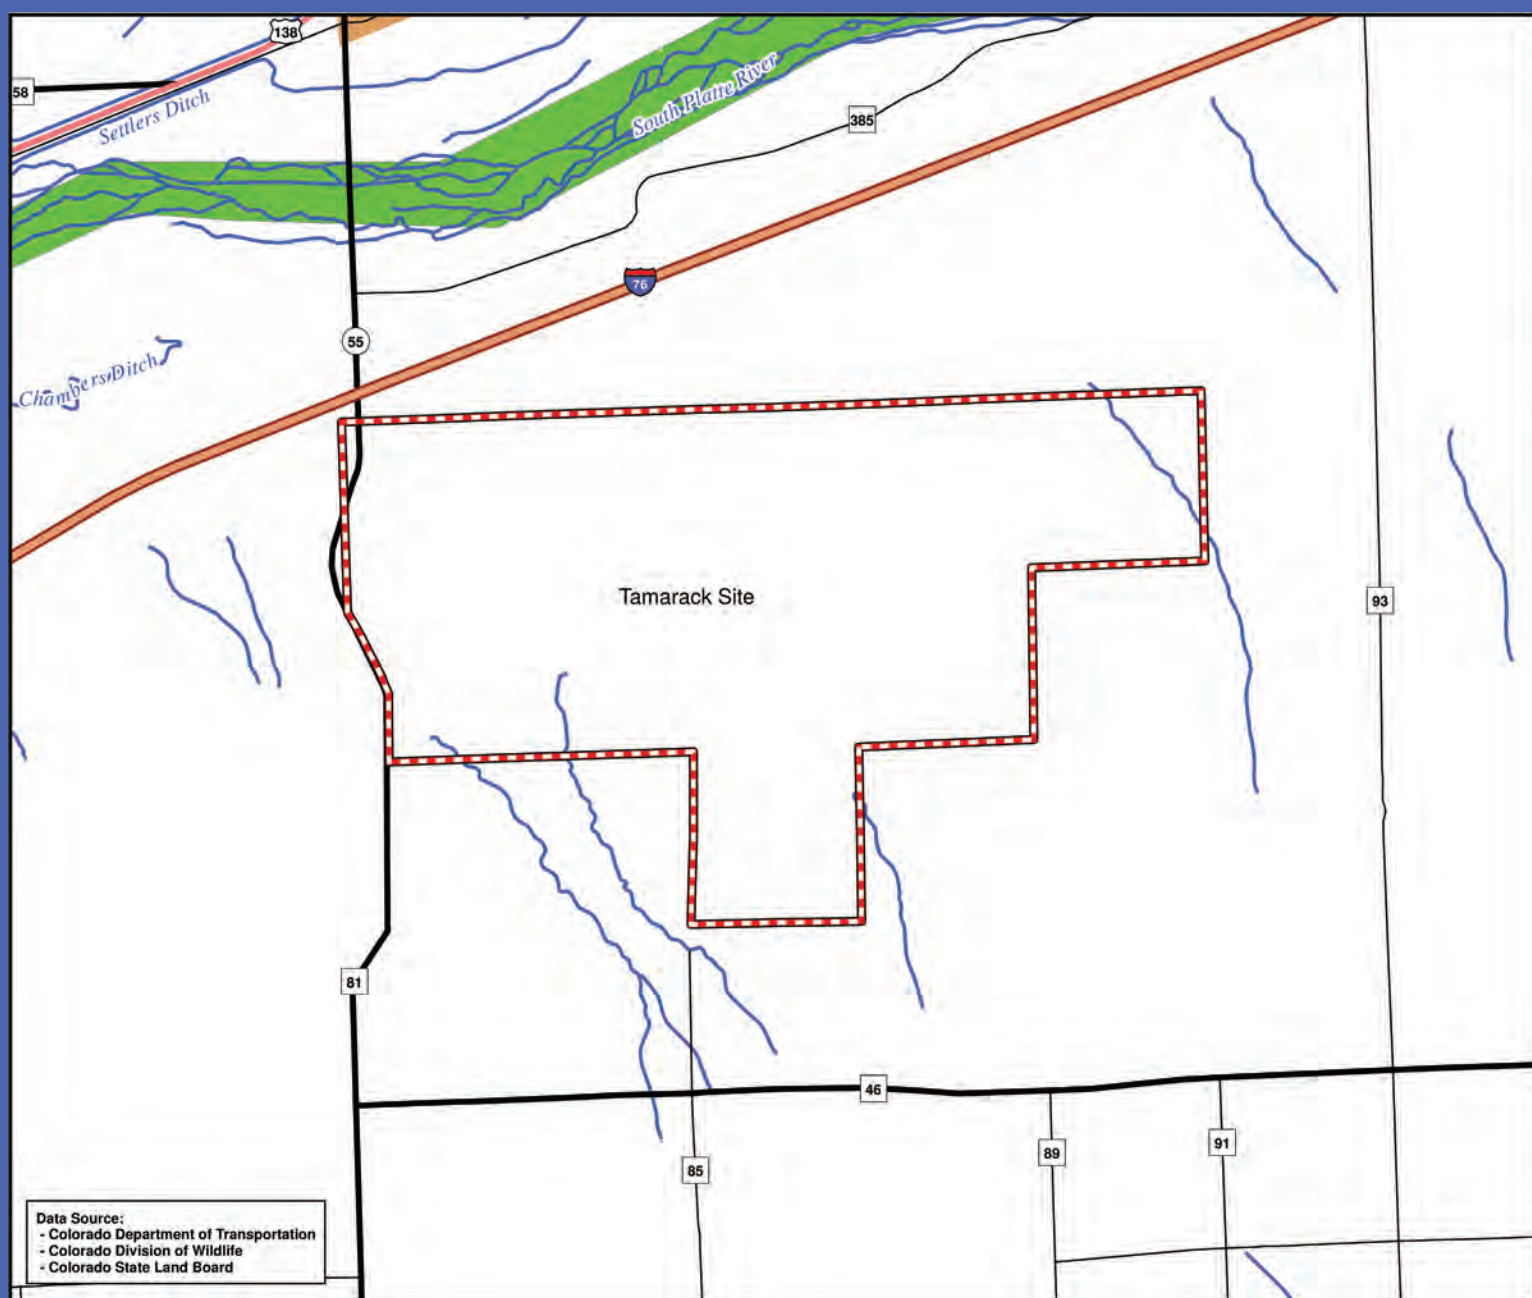 138
58
Settlers Ditch
South Platte River
385
76
55
Chambers Ditch
Tamarack Site
93
81
46
91
89
85
Data Source:
- Colorado Department of Transportation
- Colorado Division of Wildlife
- Colorado State Land Board